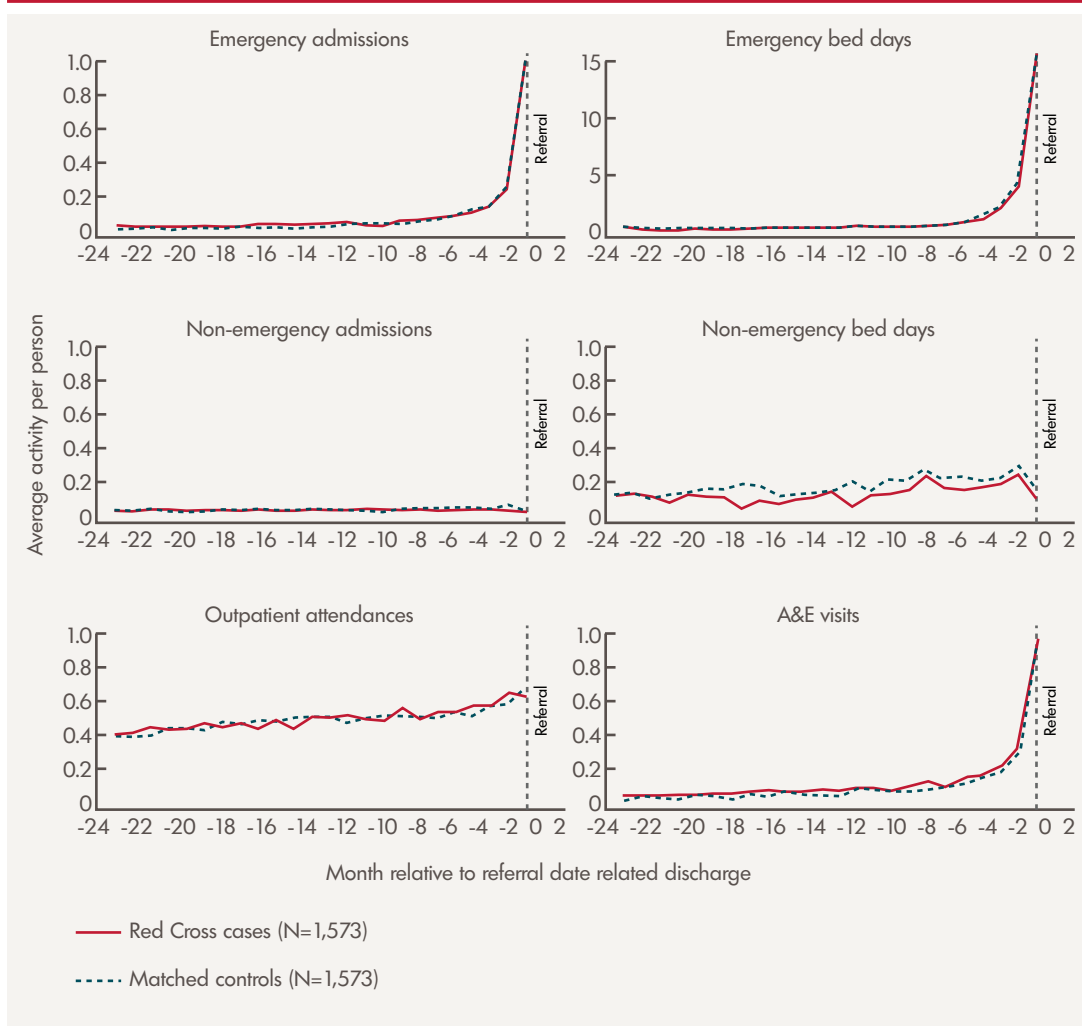 Emergency admissions
Emergency bed days
1.0
0.8
0.6
0.4
0.2
0
Referral
-24 -22 -20 -18 -16 -14 -12 -10 -8 -6 -4 -2 0 2
15
10
5
0
Referral
-24 -22 -20 -18 -16 -14 -12 -10 -8 -6 -4 -2 0 2
Average activity per person
Non-emergency admissions
Non-emergency bed days
1.0
0.8
0.6
0.4
0.2
0
Referral
-24 -22 -20 -18 -16 -14 -12 -10 -8 -6 -4 -2 0 2
1.0
0.8
0.6
0.4
0.2
0
Referral
-24 -22 -20 -18 -16 -14 -12 -10 -8 -6 -4 -2 0 2
Outpatient attendances
A&E visits
1.0
0.8
0.6
0.4
0.2
0
Referral
-24 -22 -20 -18 -16 -14 -12 -10 -8 -6 -4 -2 0 2
1.0
0.8
0.6
0.4
0.2
0
Referral
-24 -22 -20 -18 -16 -14 -12 -10 -8 -6 -4 -2 0 2
Month relative to referral date related discharge
Red Cross cases (N=1,573)
Matched controls (N=1,573)